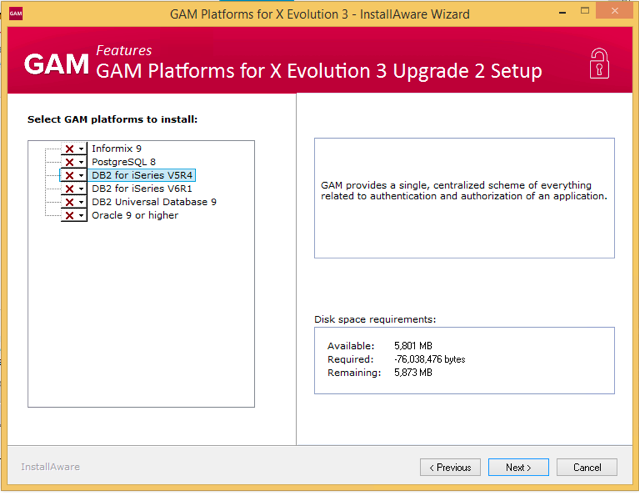 GAM
GAM Platforms for X Evolution 3 - InstallAware Wizard
GAM
Features
GAM Platforms for X Evolution 3 Upgrade 2 Setup
Select GAM platforms to install:
Informix 9
PostgreSQL 8
DB2 for iSeries V5R4
DB2 for iSeries V6R1
DB2 Universal Database 9
Oracle 9 or higher
GAM provides a single, centralized scheme of everything
related to authentication and authorization of an application.
Disk space requirements:
Available: 5,801 MB
Required: -76,038,476 bytes
Remaining: 5,873 MB
InstallAware
< Previous
Next >
Cancel